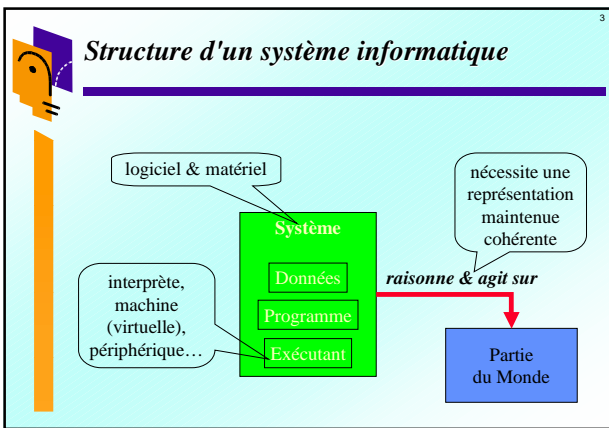 3
Structure d'un système informatique
logiciel & matériel
nécessite une
représentation
maintenue
cohérente
Système
Données
Programme
Exécutant
interprète,
machine
(virtuelle),
périphérique…
raisonne & agit sur
Partie
du Monde